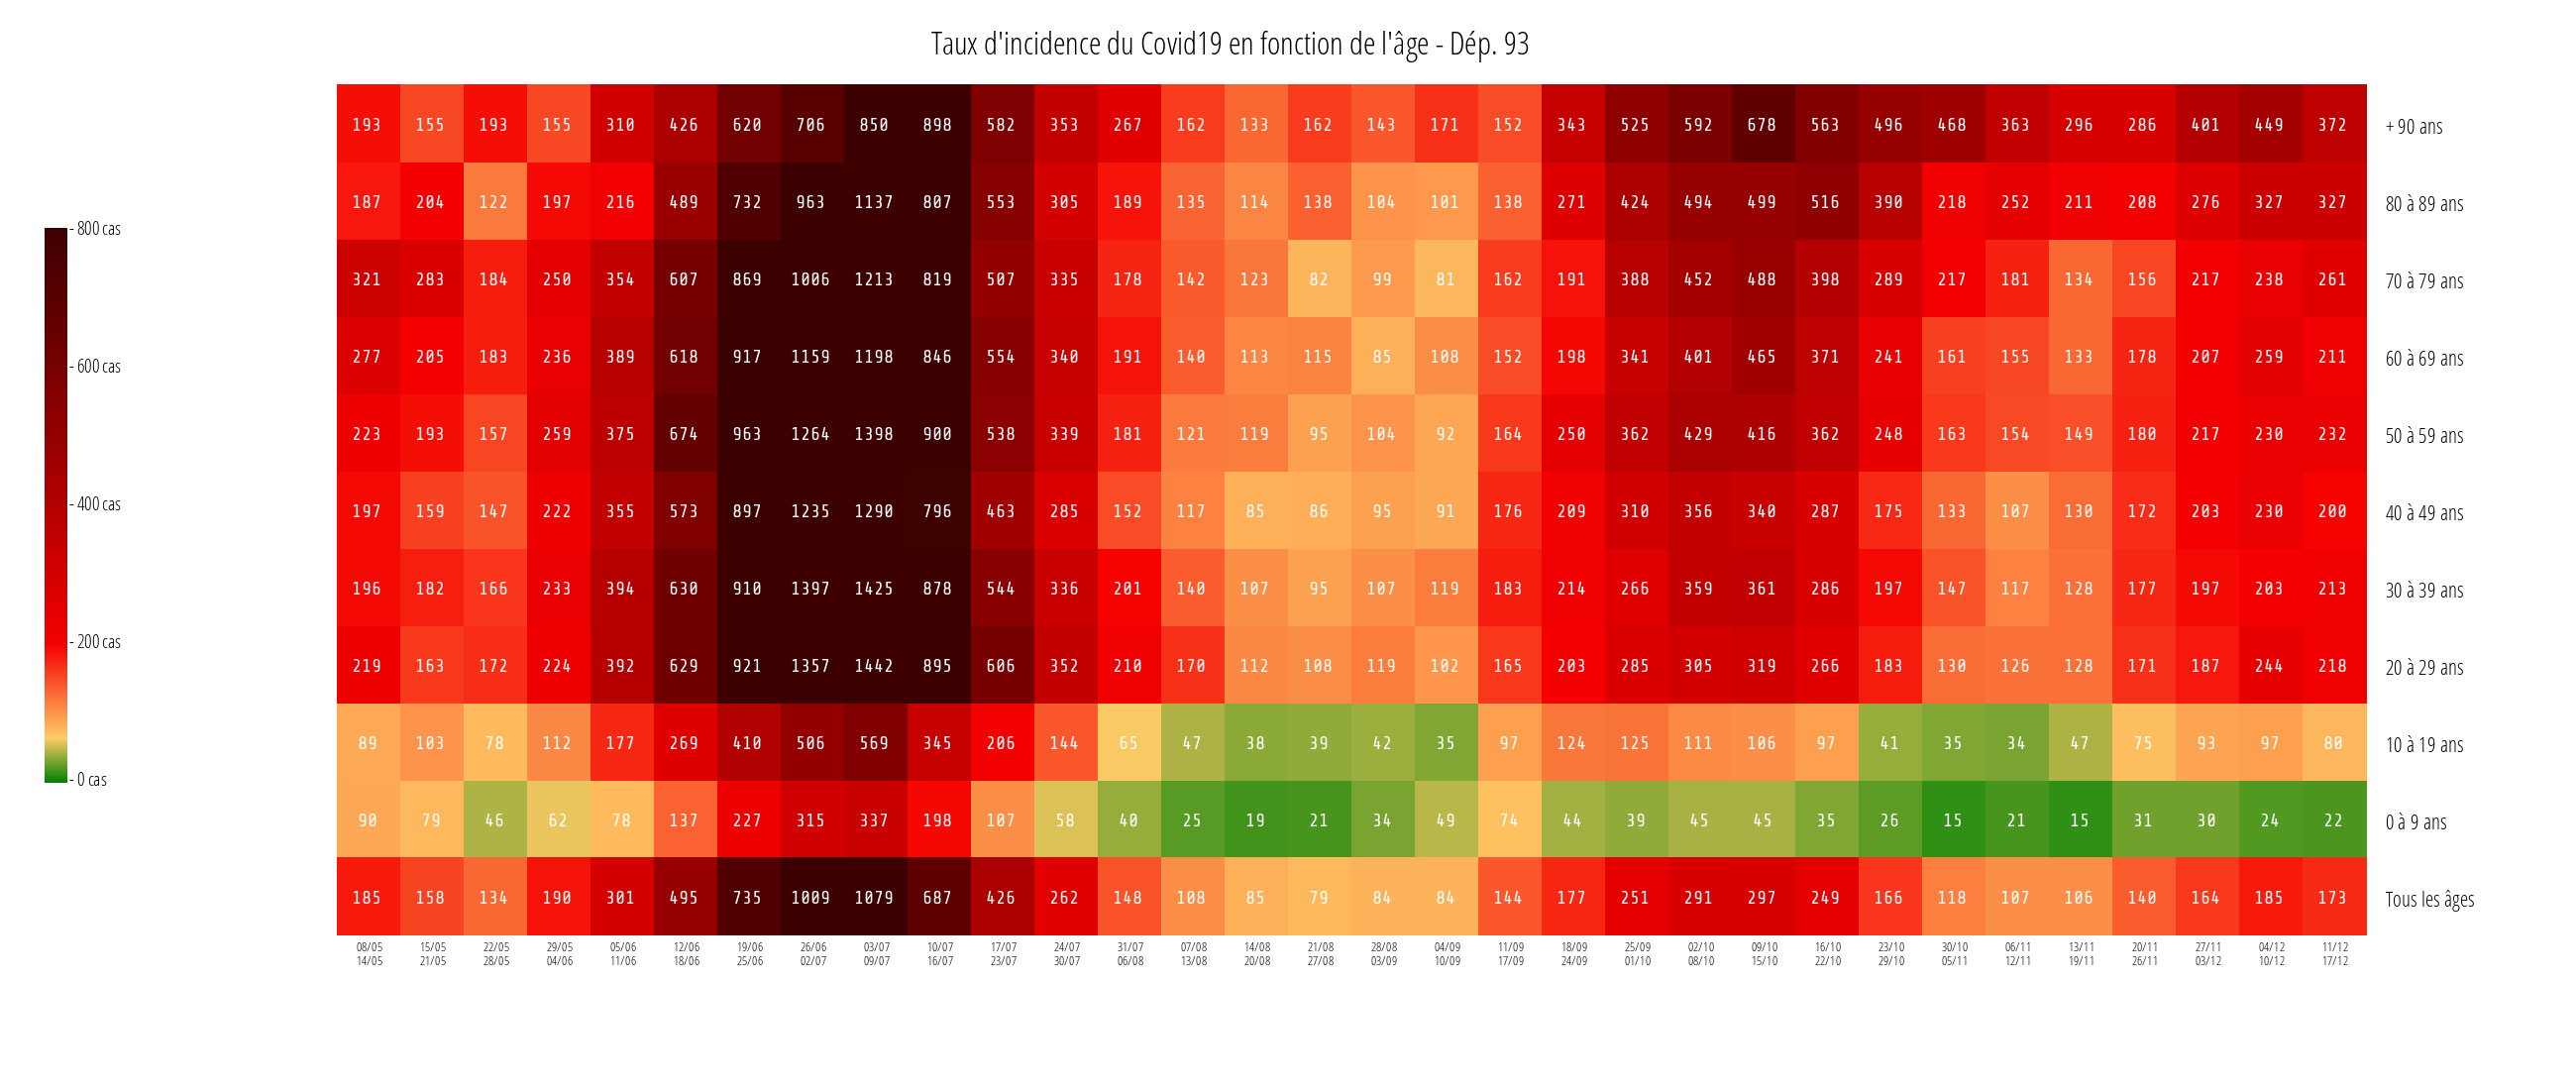 Taux d'incidence du Covid19 en fonction de l'âge - Dép. 93
- 800 cas
- 600 cas
- 400 cas
- 200 cas
- 0 cas
193 155 193 155 310 426 620 706 850 898 582 353 267 162 133 162 143 171 152 343 525 592 678 563 496 468 363 296 286 401 449 372 + 90 ans
187 204 122 197 216 489 732 963 1137 807 553 305 189 135 114 138 104 101 138 271 424 494 499 516 390 218 252 211 208 276 327 327 80 à 89 ans
321 283 184 250 354 607 869 1006 1213 819 507 335 178 142 123 82 99 81 162 191 388 452 488 398 289 217 181 134 156 217 238 261 70 à 79 ans
277 205 183 236 389 618 917 1159 1198 846 554 340 191 140 113 115 85 108 152 198 341 401 465 371 241 161 155 133 178 207 259 211 60 à 69 ans
223 193 157 259 375 674 963 1264 1398 900 538 339 181 121 119 95 104 92 164 250 362 429 416 362 248 163 154 149 180 217 230 232 50 à 59 ans
197 159 147 222 355 573 897 1235 1290 796 463 285 152 117 85 86 95 91 176 209 310 356 340 287 175 133 107 130 172 203 230 200 40 à 49 ans
196 182 166 233 394 630 910 1397 1425 878 544 336 201 140 107 95 107 119 183 214 266 359 361 286 197 147 117 128 177 197 203 213 30 à 39 ans
219 163 172 224 392 629 921 1357 1442 895 606 352 210 170 112 108 119 102 165 203 285 305 319 266 183 130 126 128 171 187 244 218 20 à 29 ans
89 103 78 112 177 269 410 506 569 345 206 144 65 47 38 39 42 35 97 124 125 111 106 97 41 35 34 47 75 93 97 80 10 à 19 ans
90 79 46 62 78 137 227 315 337 198 107 58 40 25 19 21 34 49 74 44 39 45 45 35 26 15 21 15 31 30 24 22 0 à 9 ans
185 158 134 190 301 495 735 1009 1079 687 426 262 148 108 85 79 84 84 144 177 251 291 297 249 166 118 107 106 140 164 185 173 Tous les âges
08/05 15/05 22/05 29/05 05/06 12/06 19/06 26/06 03/07 10/07 17/07 24/07 31/07 07/08 14/08 21/08 28/08 04/09 11/09 18/09 25/09 02/10 09/10 16/10 23/10 30/10 06/11 13/11 20/11 27/11 04/12 11/12
14/05 21/05 28/05 04/06 11/06 18/06 25/06 02/07 09/07 16/07 23/07 30/07 06/08 13/08 20/08 27/08 03/09 10/09 17/09 24/09 01/10 08/10 15/10 22/10 29/10 05/11 12/11 19/11 26/11 03/12 10/12 17/12